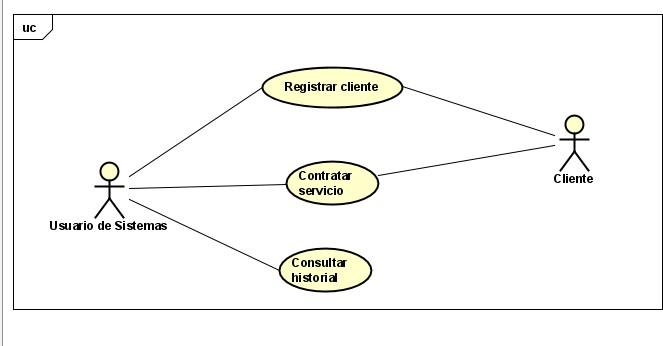 uc
Registrar cliente
Contratar
servicio
Cliente
Usuario de Sistemas
Consultar
historial